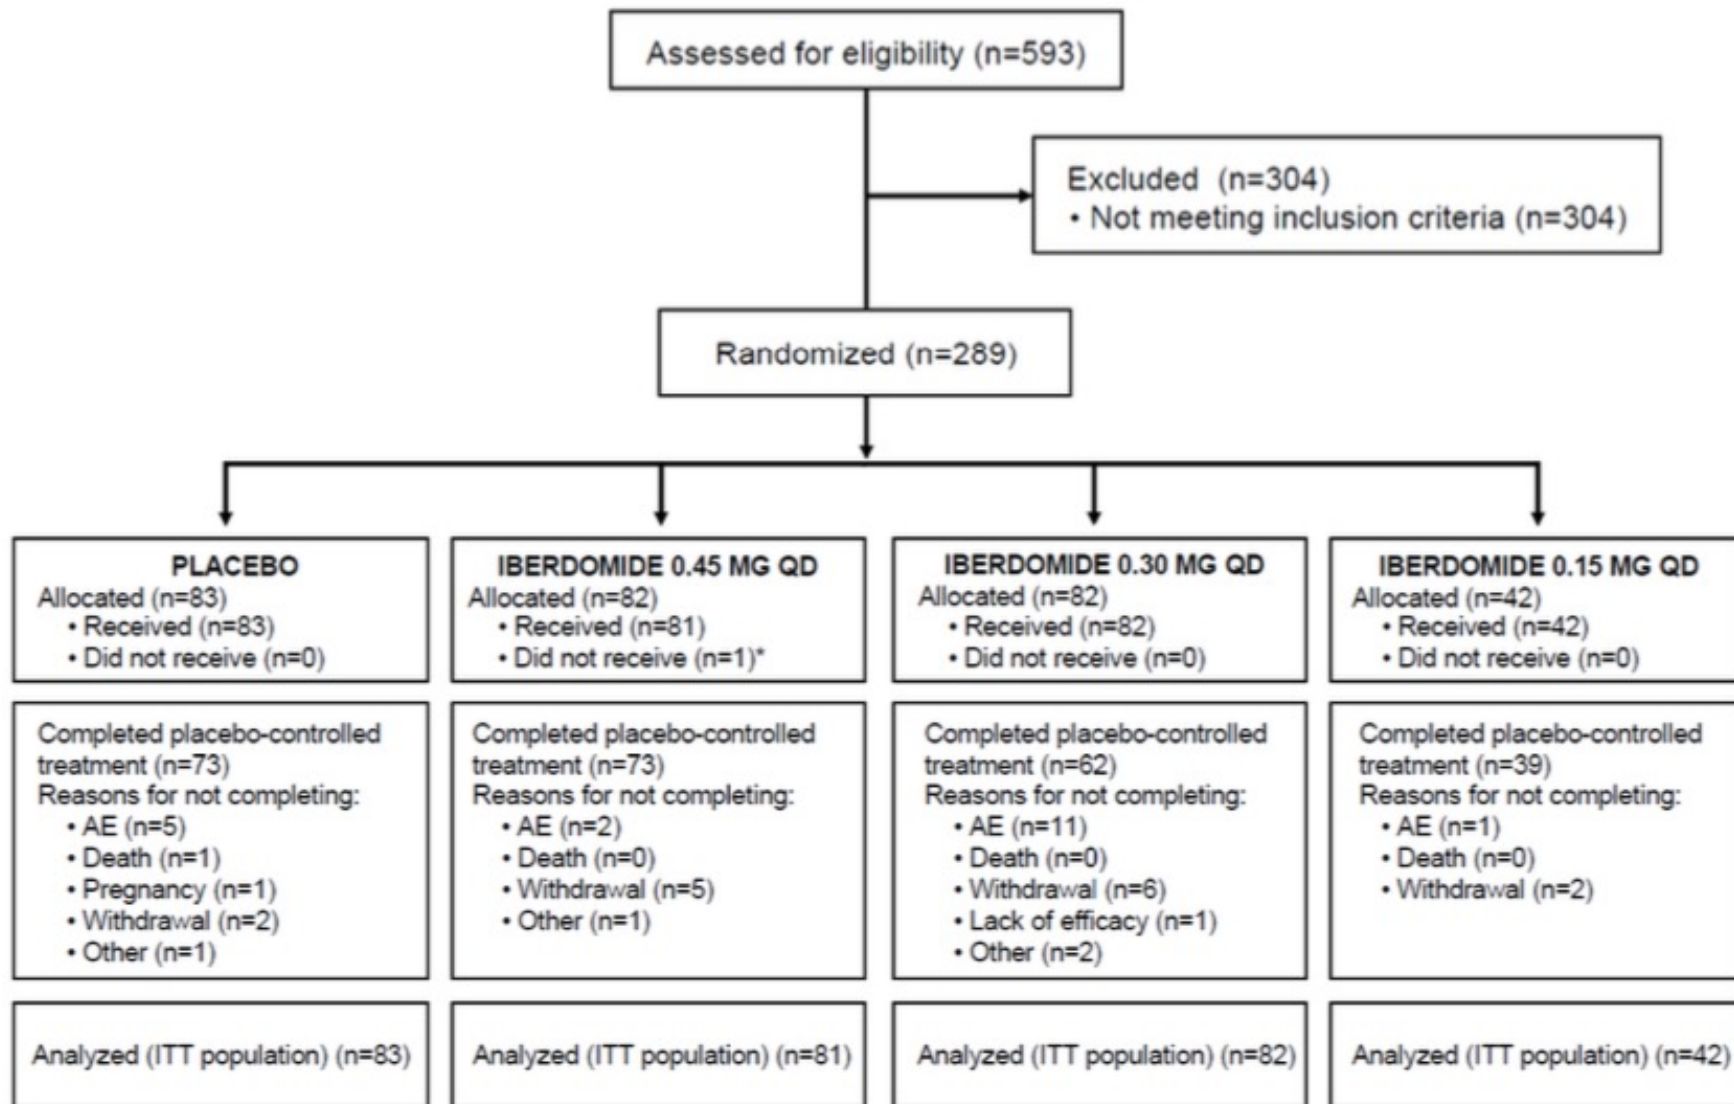 Assessed for eligibility (n=593)
Excluded (n=304)
• Not meeting inclusion criteria (n=304)
Randomized (n=289)
PLACEBO
Allocated (n=83)
• Received (n=83)
• Did not receive (n=0)
IBERDOMIDE 0.45 MG QD
Allocated (n=82)
• Received (n=81)
• Did not receive (n=1)*
IBERDOMIDE 0.30 MG QD
Allocated (n=82)
• Received (n=82)
• Did not receive (n=0)
IBERDOMIDE 0.15 MG QD
Allocated (n=42)
• Received (n=42)
• Did not receive (n=0)
Completed placebo-controlled
treatment (n=73)
Reasons for not completing:
• AE (n=5)
• Death (n=1)
• Pregnancy (n=1)
• Withdrawal (n=2)
• Other (n=1)
Completed placebo-controlled
treatment (n=73)
Reasons for not completing:
• AE (n=2)
• Death (n=0)
• Withdrawal (n=5)
• Other (n=1)
Completed placebo-controlled
treatment (n=62)
Reasons for not completing:
• AE (n=11)
• Death (n=0)
• Withdrawal (n=6)
• Lack of efficacy (n=1)
• Other (n=2)
Completed placebo-controlled
treatment (n=39)
Reasons for not completing:
• AE (n=1)
• Death (n=0)
• Withdrawal (n=2)
Analyzed (ITT population) (n=83)
Analyzed (ITT population) (n=81)
Analyzed (ITT population) (n=82)
Analyzed (ITT population) (n=42)